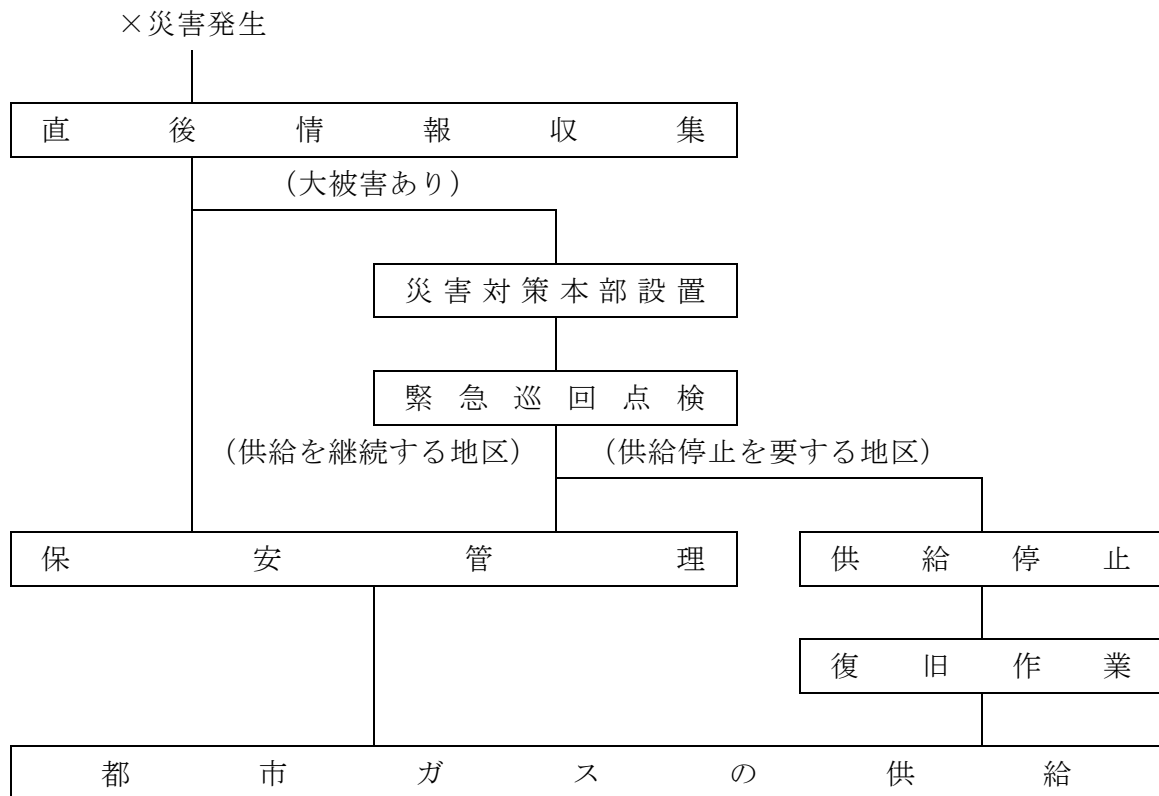 ×災害発生
直後情報収集
（大被害あり）
災害対策本部設置
緊急巡回点検
（供給を継続する地区）
（供給停止を要する地区）
保安管理
供給停止
復旧作業
都市ガスの供給